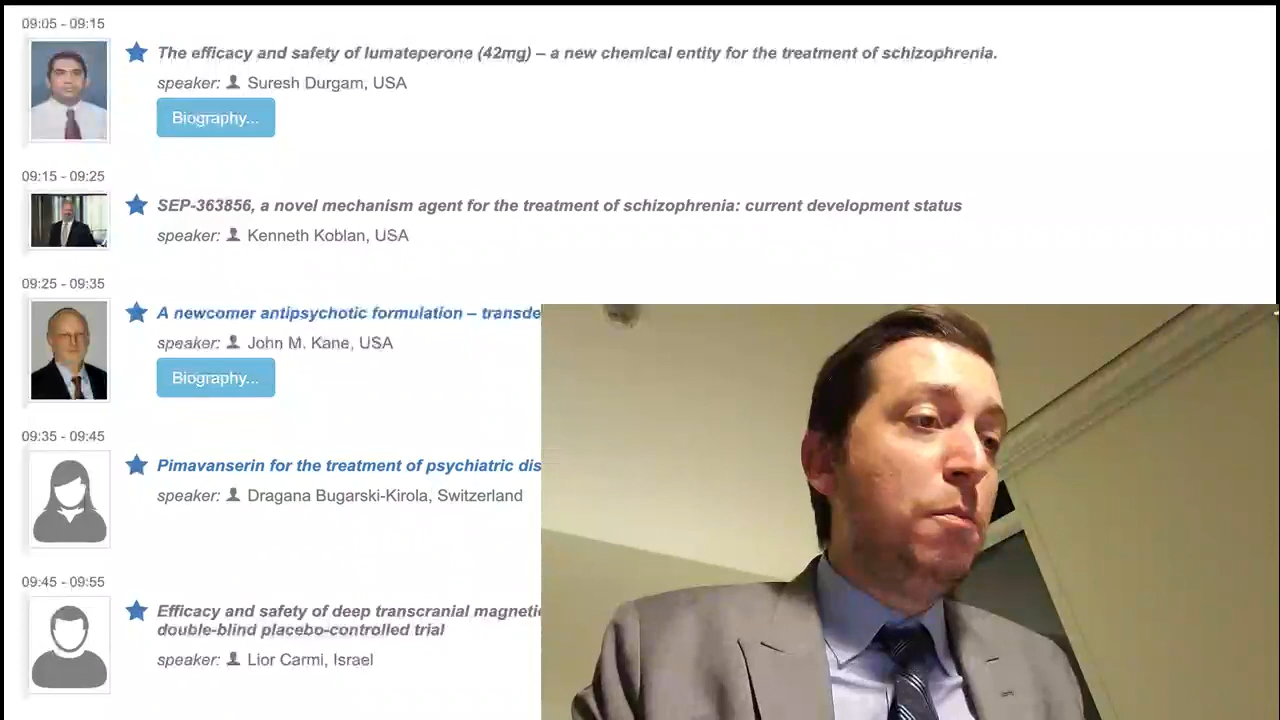 09:05 - 09:15
The efficacy and safety of lumateperone (42mg) – a new chemical entity for the treatment of schizophrenia.
speaker: Suresh Durgam, USA
Biography...
09:15 - 09:25
SEP-363856, a novel mechanism agent for the treatment of schizophrenia: current development status
speaker: Kenneth Koblan, USA
09:25 - 09:35
A newcomer antipsychotic formulation –
speaker: John M. Kane, USA
Biography...
09:35 - 09:45
Pimavanserin for the treatment of psychiatric
speaker: Dragana Bugarski-Kirola, Switzerland
09:45 - 09:55
Efficacy and safety of deep transcranial
double-blind placebo-controlled trial
speaker: Lior Carmi, Israel